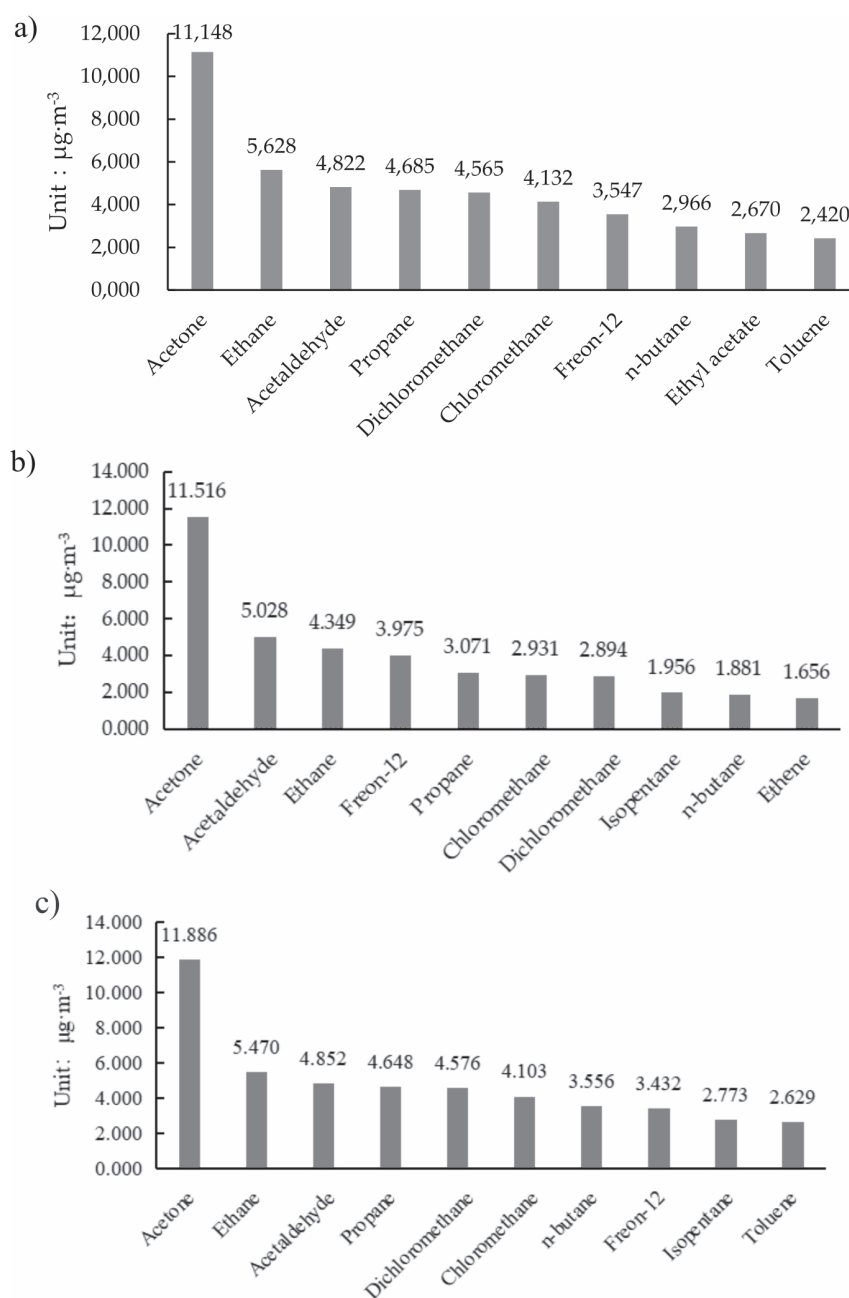 a)
12,000
10,000
8,000
6,000
4,000
2,000
0,000
Unit : µg·m-3
11,148
5,628
4,822
4,685
4,565
4,132
3,547
2,966
2,670
2,420
Acetone
Ethane
Acetaldehyde
Propane
Dichloromethane
Chloromethane
Freon-12
n-butane
Ethyl acetate
Toluene
b)
14.000
12.000
10.000
8.000
6.000
4.000
2.000
0.000
Unit: µg·m-3
11.516
5.028
4.349
3.975
3.071
2.931
2.894
1.956
1.881
1.656
Acetone
Acetaldehyde
Ethane
Freon-12
Propane
Chloromethane
Dichloromethane
Isopentane
n-butane
Ethene
c)
14.000
12.000
10.000
8.000
6.000
4.000
2.000
0.000
Unit: µg·m-3
11.886
5.470
4.852
4.648
4.576
4.103
3.556
3.432
2.773
2.629
Acetone
Ethane
Acetaldehyde
Propane
Dichloromethane
Chloromethane
n-butane
Freon-12
Isopentane
Toluene